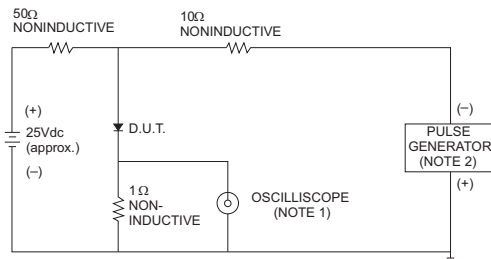 50Ω
NONINDUCTIVE
10Ω
NONINDUCTIVE
(+)
25Vdc
(approx.)
(–)
D.U.T.
1Ω
NON-
INDUCTIVE
OSCILLISCOPE
(NOTE 1)
(–)
PULSE
GENERATOR
(NOTE 2)
(+)